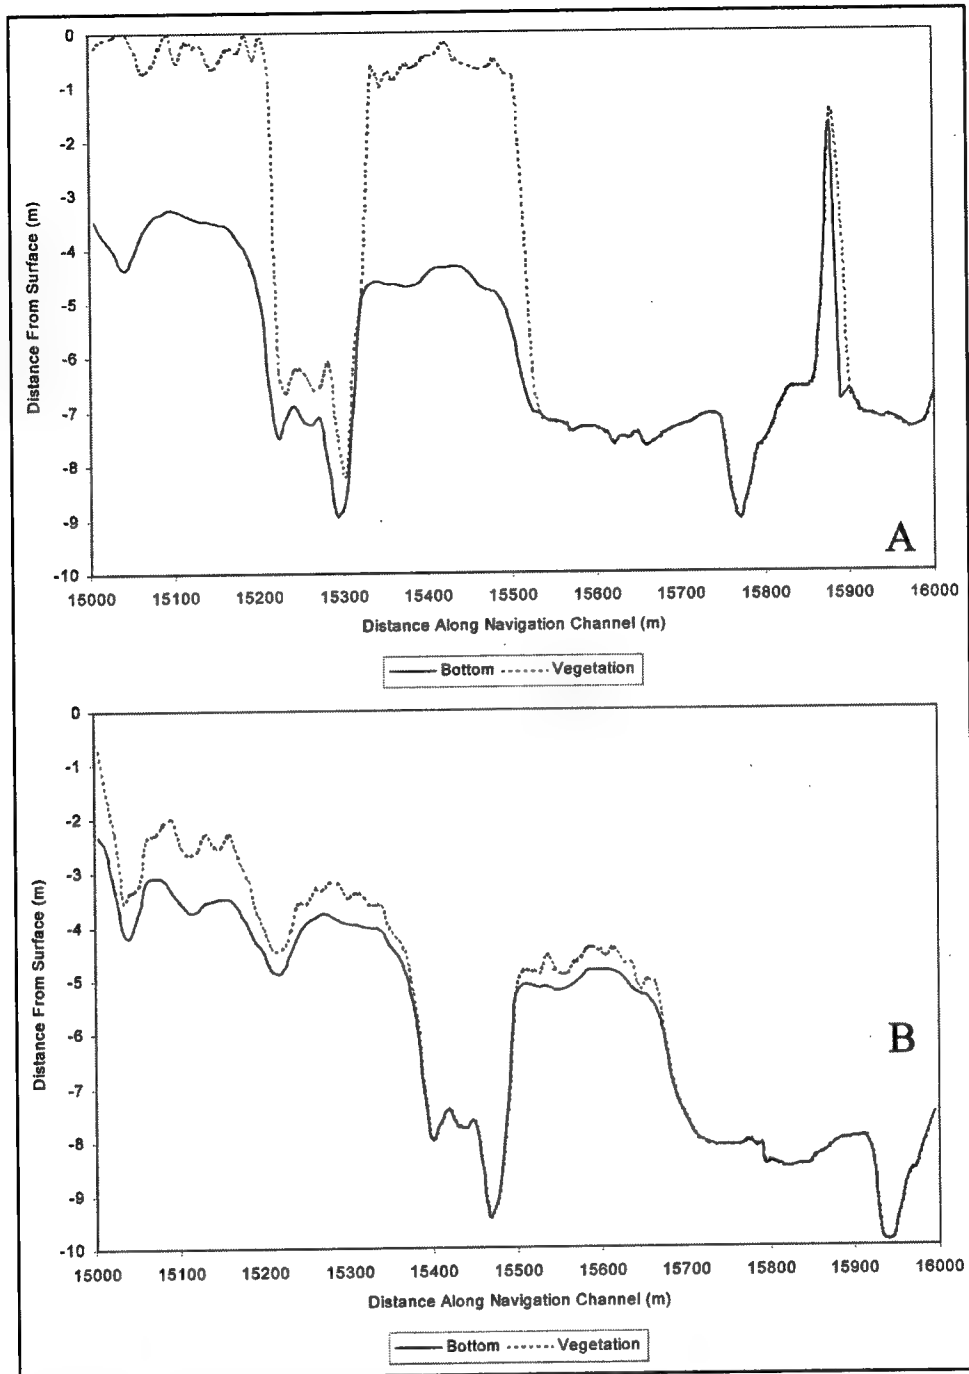 0
-1
-2
-3
-4
-5
-6
-7
-8
-9
-10
Distance From Surface (m)
A
15000 15100 15200 15300 15400 15500 15600 15700 15800 15900 16000
Distance Along Navigation Channel (m)
Bottom Vegetation
0
-1
-2
-3
-4
-5
-6
-7
-8
-9
-10
Distance From Surface (m)
B
15000 15100 15200 15300 15400 15500 15600 15700 15800 15900 16000
Distance Along Navigation Channel (m)
Bottom Vegetation